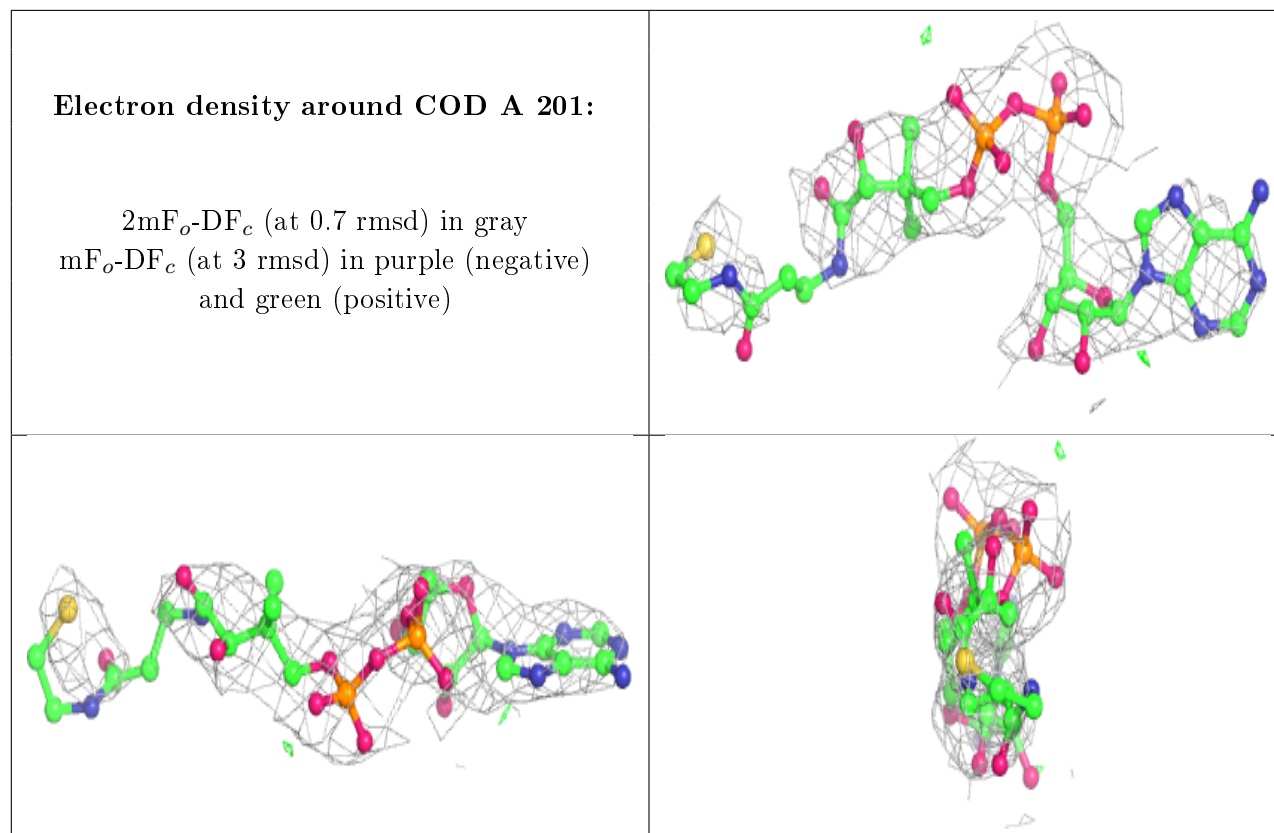 Electron density around COD A 201:
2mFo-DFc (at 0.7 rmsd) in gray
mFo-DFc (at 3 rmsd) in purple (negative)
and green (positive)